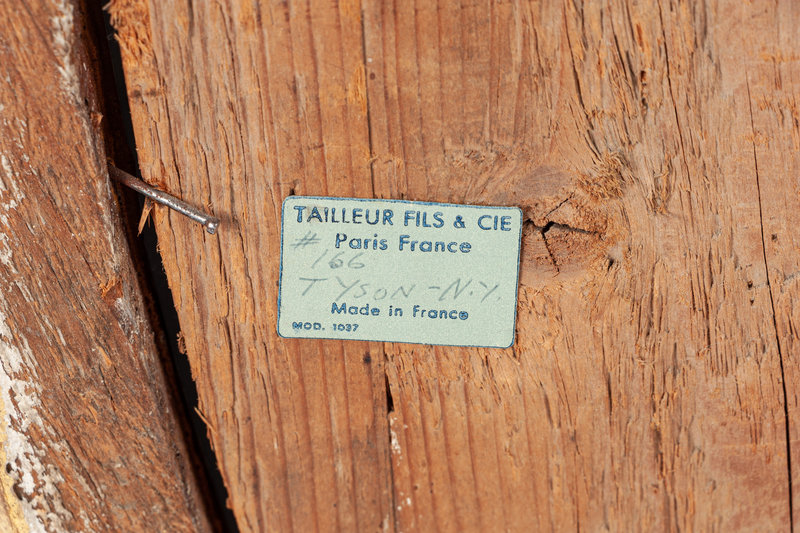 TAILLEUR FILS & CIE
Paris France
#166
TYSON-N.Y.
Made in France
MOD. 1037